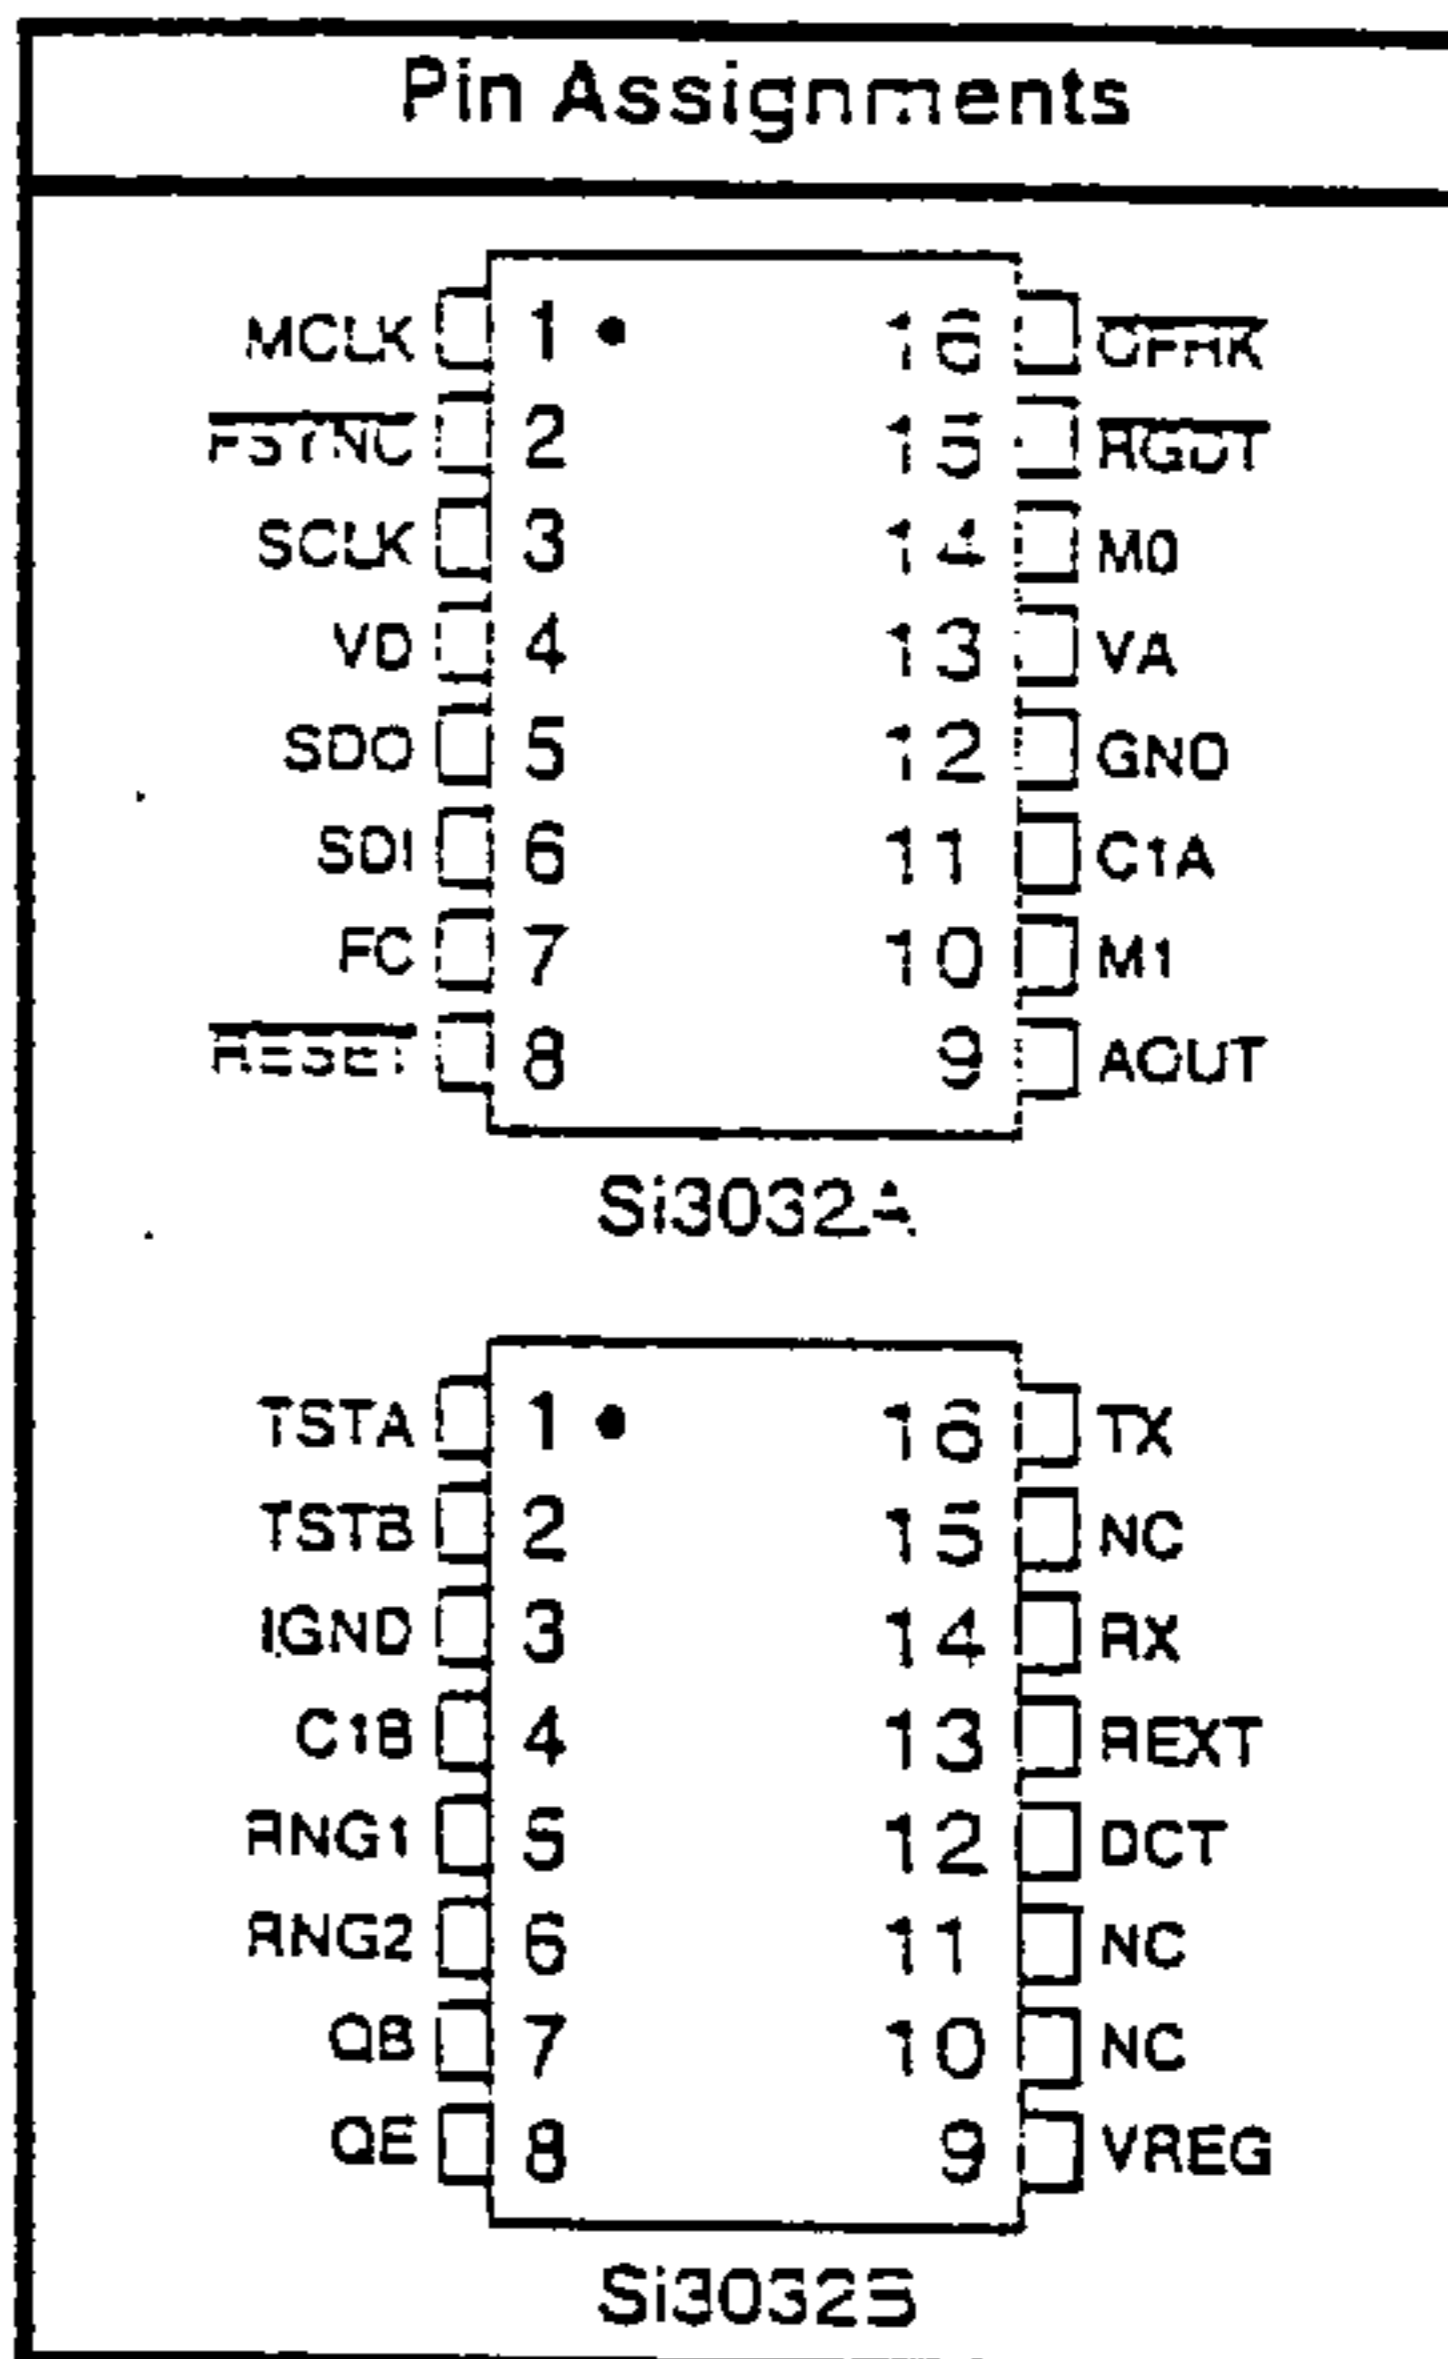 Pin Assignments
MCLK 1 16 OFHK
FSYNC 2 15 RGDT
SCLK 3 14 M0
VD 4 13 VA
SDO 5 12 GND
SDI 6 11 C1A
FC 7 10 M1
RESET 8 9 AOUT
Si3032A
TSTA 1 16 TX
TSTB 2 15 NC
IGND 3 14 RX
C1B 4 13 REXT
RNG1 5 12 DCT
RNG2 6 11 NC
QB 7 10 NC
QE 8 9 VREG
Si3032B